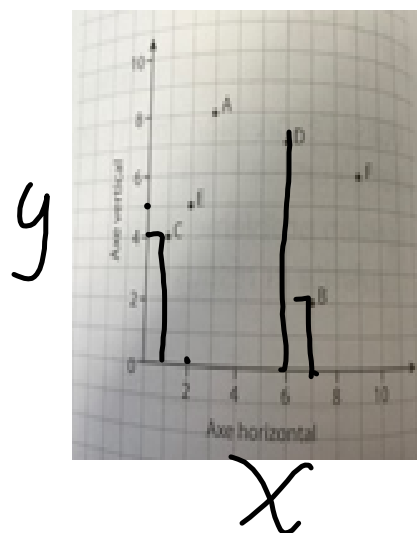 10
8 A
D
6 F
E
y
Axe vertical
4 C
2 B
0
2 4 6 8 10
Axe horizontal
X